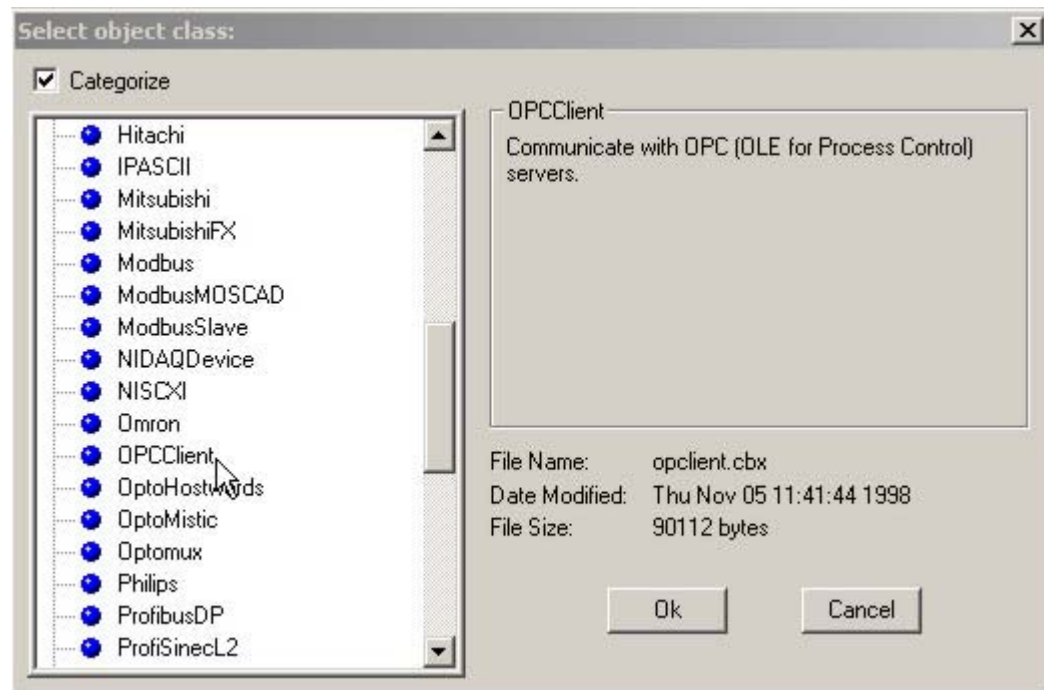 Select object class:
Categorize
Hitachi
IPASCII
Mitsubishi
MitsubishiFX
Modbus
ModbusMOSCAD
ModbusSlave
NIDAQDevice
NISCXI
Omron
OPCClient
OptoHostwords
OptoMistic
Optomux
Philips
ProfibusDP
ProfiSinecL2
OPCClient
Communicate with OPC (OLE for Process Control)
servers.
File Name: opclient.cbx
Date Modified: Thu Nov 05 11:41:44 1998
File Size: 90112 bytes
Ok
Cancel